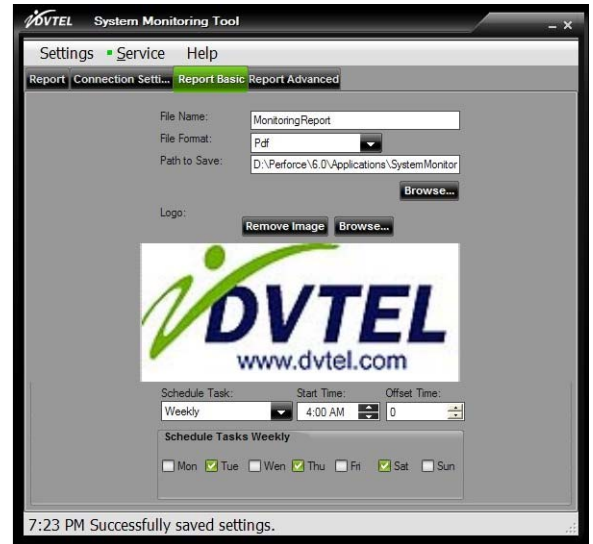 iDVTEL System Monitoring Tool
Settings Service Help
Report Connection Setti... Report Basic Report Advanced
File Name: MonitoringReport
File Format: Pdf
Path to Save: D:\Perforce\6.0\Applications\SystemMonitor
Browse...
Logo:
Remove Image Browse...
iDVTEL
www.dvtel.com
Schedule Task: Start Time: Offset Time:
Weekly 4:00 AM 0
Schedule Tasks Weekly
Mon Tue Wen Thu Fri Sat Sun
7:23 PM Successfully saved settings.